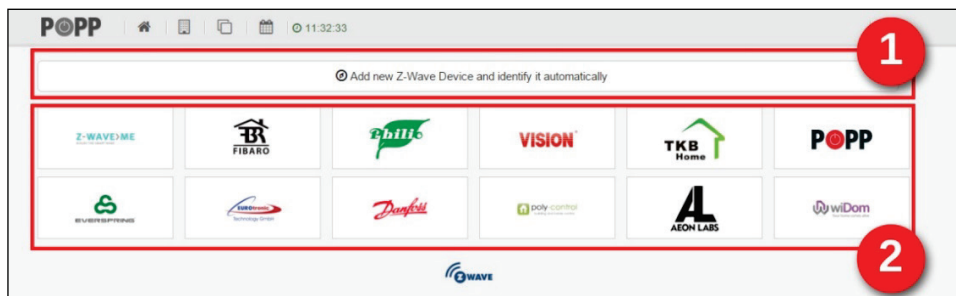 POPP 11:32:33
1
Add new Z-Wave Device and identify it automatically
Z-WAVE>ME
FIBARO
Philio
VISION
TKB Home
POPP
EVERSPRING
EUROtronic
Technology GmbH
Danfoss
poly-control
AEON LABS
wiDom
2
Z WAVE